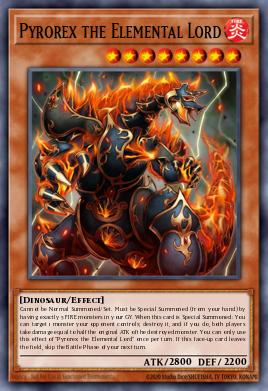 Pyrorex the Elemental Lord
FIRE
炎
[Dinosaur/Effect]
Cannot be Normal Summoned/Set. Must be Special Summoned (from your hand) by
having exactly 5 FIRE monsters in your GY. When this card is Special Summoned: You
can target 1 monster your opponent controls; destroy it, and if you do, both players
take damage equal to half the original ATK of the destroyed monster. You can only use
this effect of "Pyrorex the Elemental Lord" once per turn. If this face-up card leaves
the field, skip the Battle Phase of your next turn.
ATK/2800 DEF/2200
©2020 Studio Dice/SHUEISHA, TV TOKYO, KONAMI